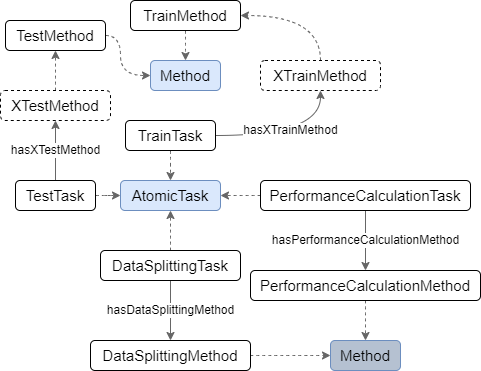 TrainMethod
TestMethod
Method
XTrainMethod
XTestMethod
hasXTrainMethod
TrainTask
hasXTestMethod
TestTask
AtomicTask
PerformanceCalculationTask
hasPerformanceCalculationMethod
DataSplittingTask
PerformanceCalculationMethod
hasDataSplittingMethod
DataSplittingMethod
Method